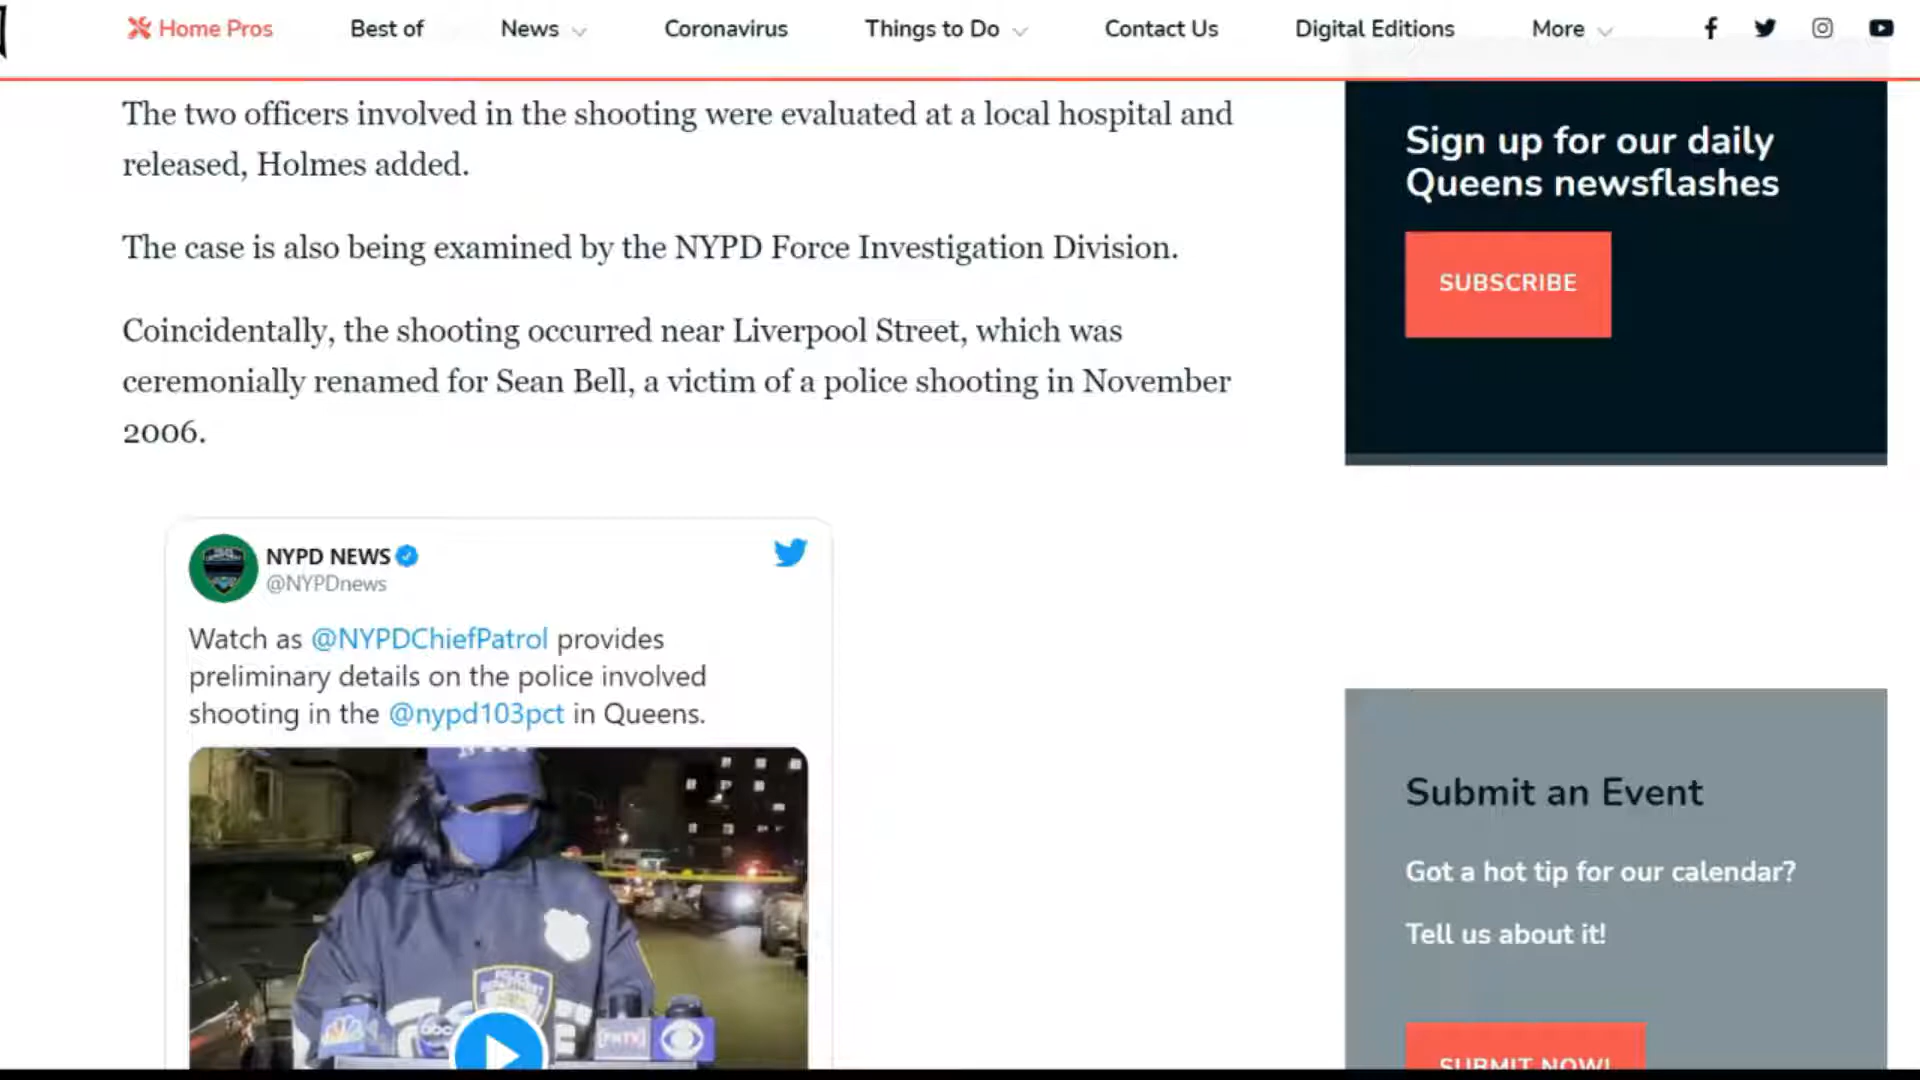 Home Pros Best of News Coronavirus Things to Do Contact Us Digital Editions More
The two officers involved in the shooting were evaluated at a local hospital and
released, Holmes added.
The case is also being examined by the NYPD Force Investigation Division.
Coincidentally, the shooting occurred near Liverpool Street, which was
ceremonially renamed for Sean Bell, a victim of a police shooting in November
2006.
NYPD NEWS
@NYPDnews
Watch as @NYPDChiefPatrol provides
preliminary details on the police involved
shooting in the @nypd103pct in Queens.
POLICE
DEPARTMENT
abc
Sign up for our daily
Queens newsflashes
SUBSCRIBE
Submit an Event
Got a hot tip for our calendar?
Tell us about it!
SUBMIT NOW!